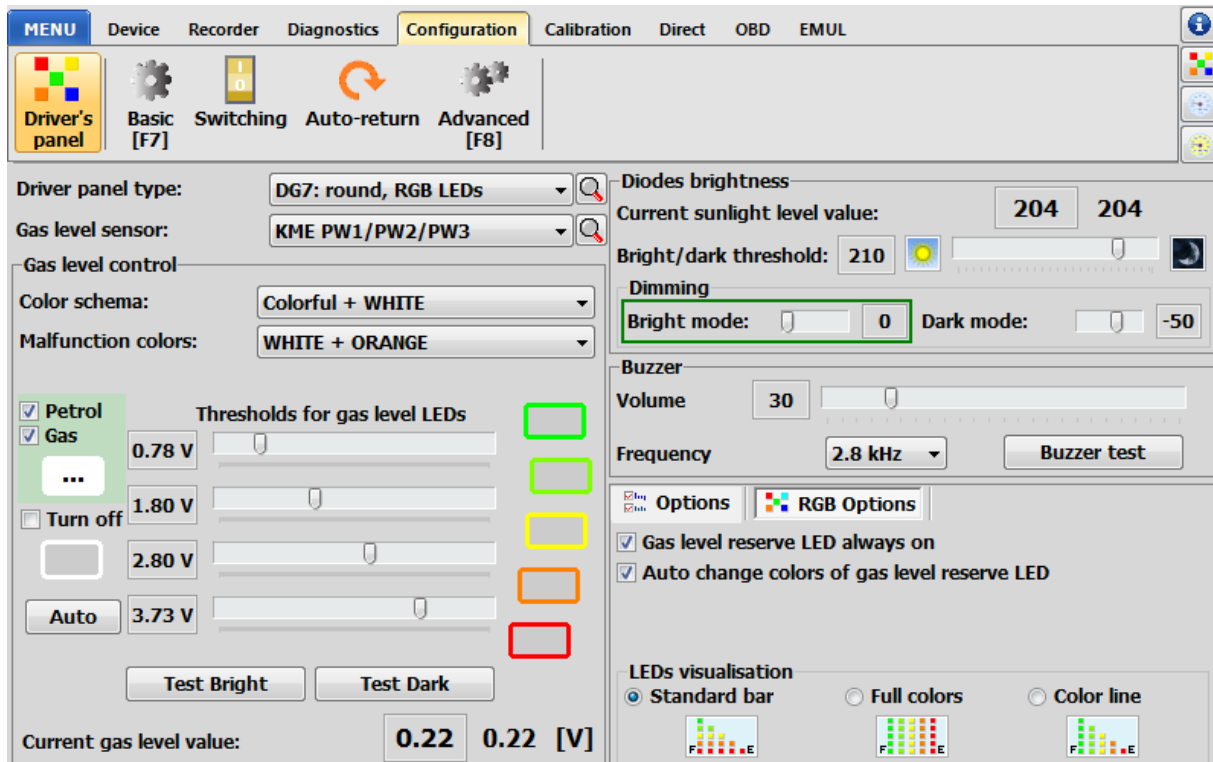 MENU Device Recorder Diagnostics Configuration Calibration Direct OBD EMUL
Driver's panel
Basic [F7]
Switching
Auto-return
Advanced [F8]
Driver panel type: DG7: round, RGB LEDs
Gas level sensor: KME PW1/PW2/PW3
Gas level control
Color schema: Colorful + WHITE
Malfunction colors: WHITE + ORANGE
Petrol
Gas
...
Turn off
Auto
Thresholds for gas level LEDs
0.78 V
1.80 V
2.80 V
3.73 V
Test Bright Test Dark
Current gas level value: 0.22 0.22 [V]
Diodes brightness
Current sunlight level value: 204 204
Bright/dark threshold: 210
Dimming
Bright mode: 0 Dark mode: -50
Buzzer
Volume 30
Frequency 2.8 kHz Buzzer test
Options RGB Options
Gas level reserve LED always on
Auto change colors of gas level reserve LED
LEDs visualisation
Standard bar Full colors Color line
F E F E F E